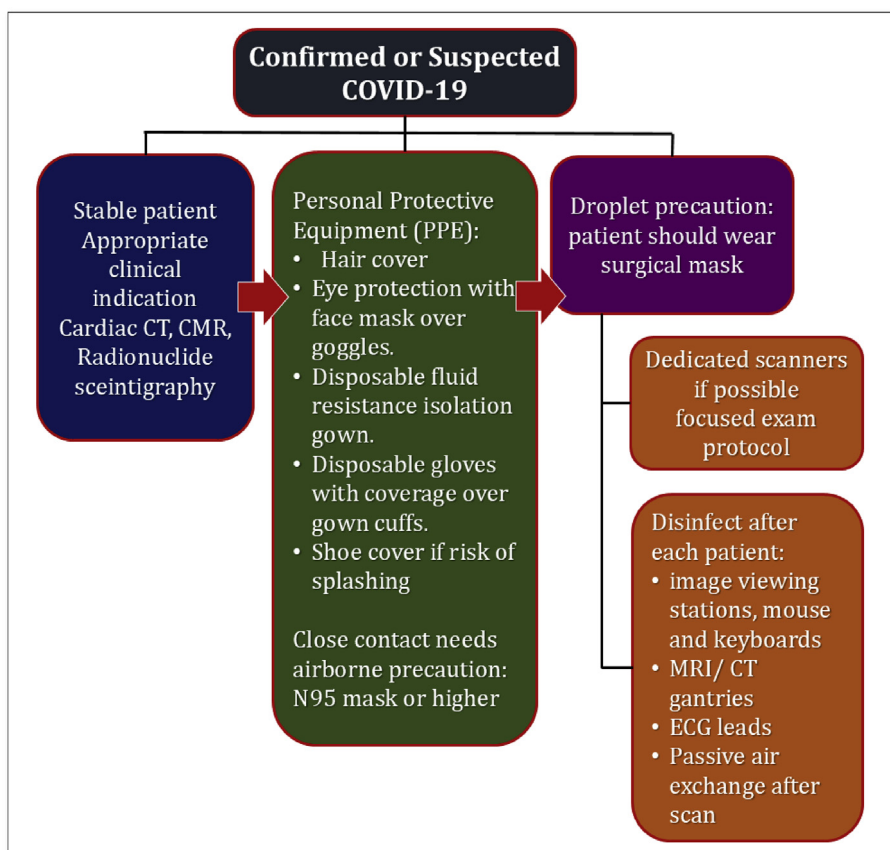 Confirmed or Suspected
COVID-19
Stable patient
Appropriate
clinical
indication
Cardiac CT, CMR,
Radionuclide
sceintigraphy
Personal Protective
Equipment (PPE):
• Hair cover
• Eye protection with
face mask over
goggles.
• Disposable fluid
resistance isolation
gown.
• Disposable gloves
with coverage over
gown cuffs.
• Shoe cover if risk of
splashing
Close contact needs
airborne precaution:
N95 mask or higher
Droplet precaution:
patient should wear
surgical mask
Dedicated scanners
if possible
focused exam
protocol
Disinfect after
each patient:
• image viewing
stations, mouse
and keyboards
• MRI/ CT
gantries
• ECG leads
• Passive air
exchange after
scan